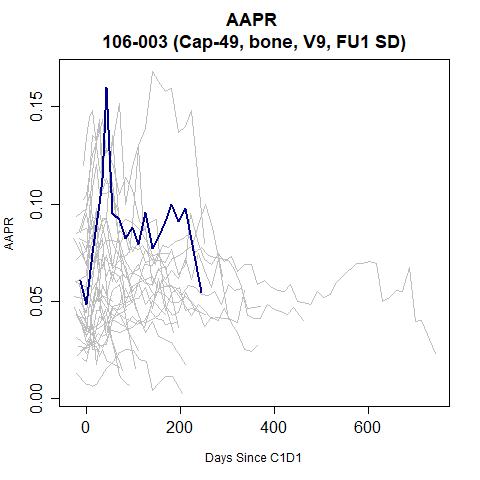 AAPR
106-003 (Cap-49, bone, V9, FU1 SD)
0.15
0.10
0.05
0.00
AAPR
0 200 400 600
Days Since C1D1